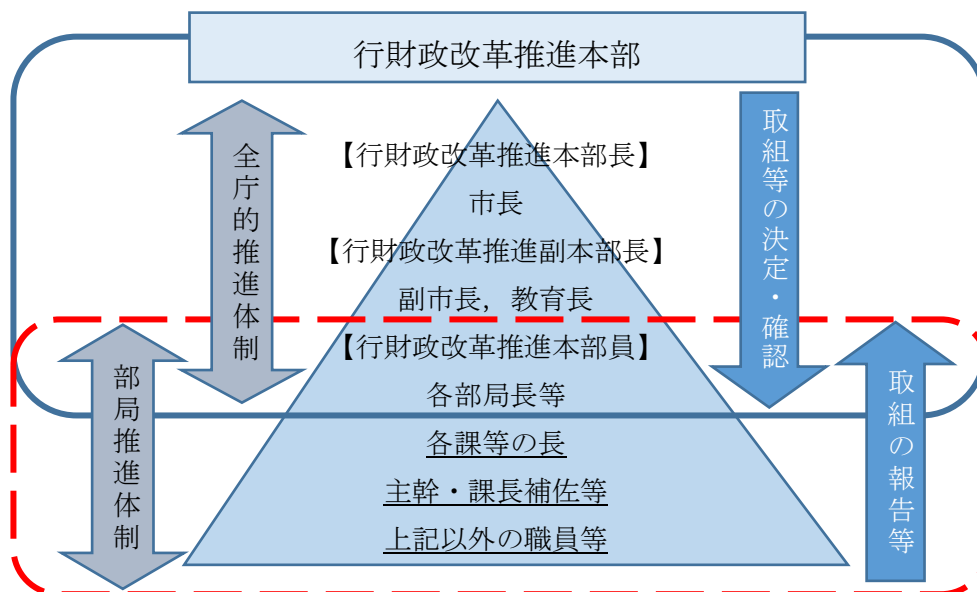 行財政改革推進本部
全庁的推進体制
【行財政改革推進本部長】
市長
【行財政改革推進副本部長】
副市長，教育長
【行財政改革推進本部員】
各部局長等
各課等の長
主幹・課長補佐等
上記以外の職員等
取組等の決定・確認
部局推進体制
取組の報告等